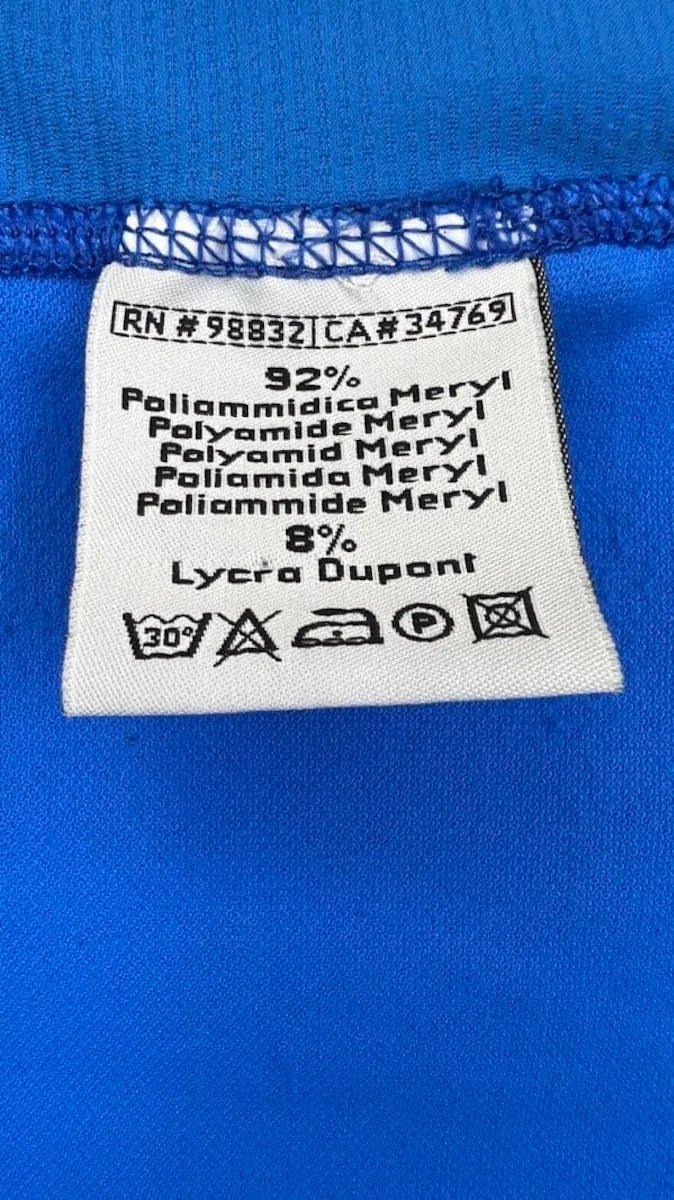 RN #98832 CA#34769
92%
Poliammidica Meryl
Polyamide Meryl
Polyamid Meryl
Poliamida Meryl
Poliammide Meryl
8%
Lycra Dupont
30° P